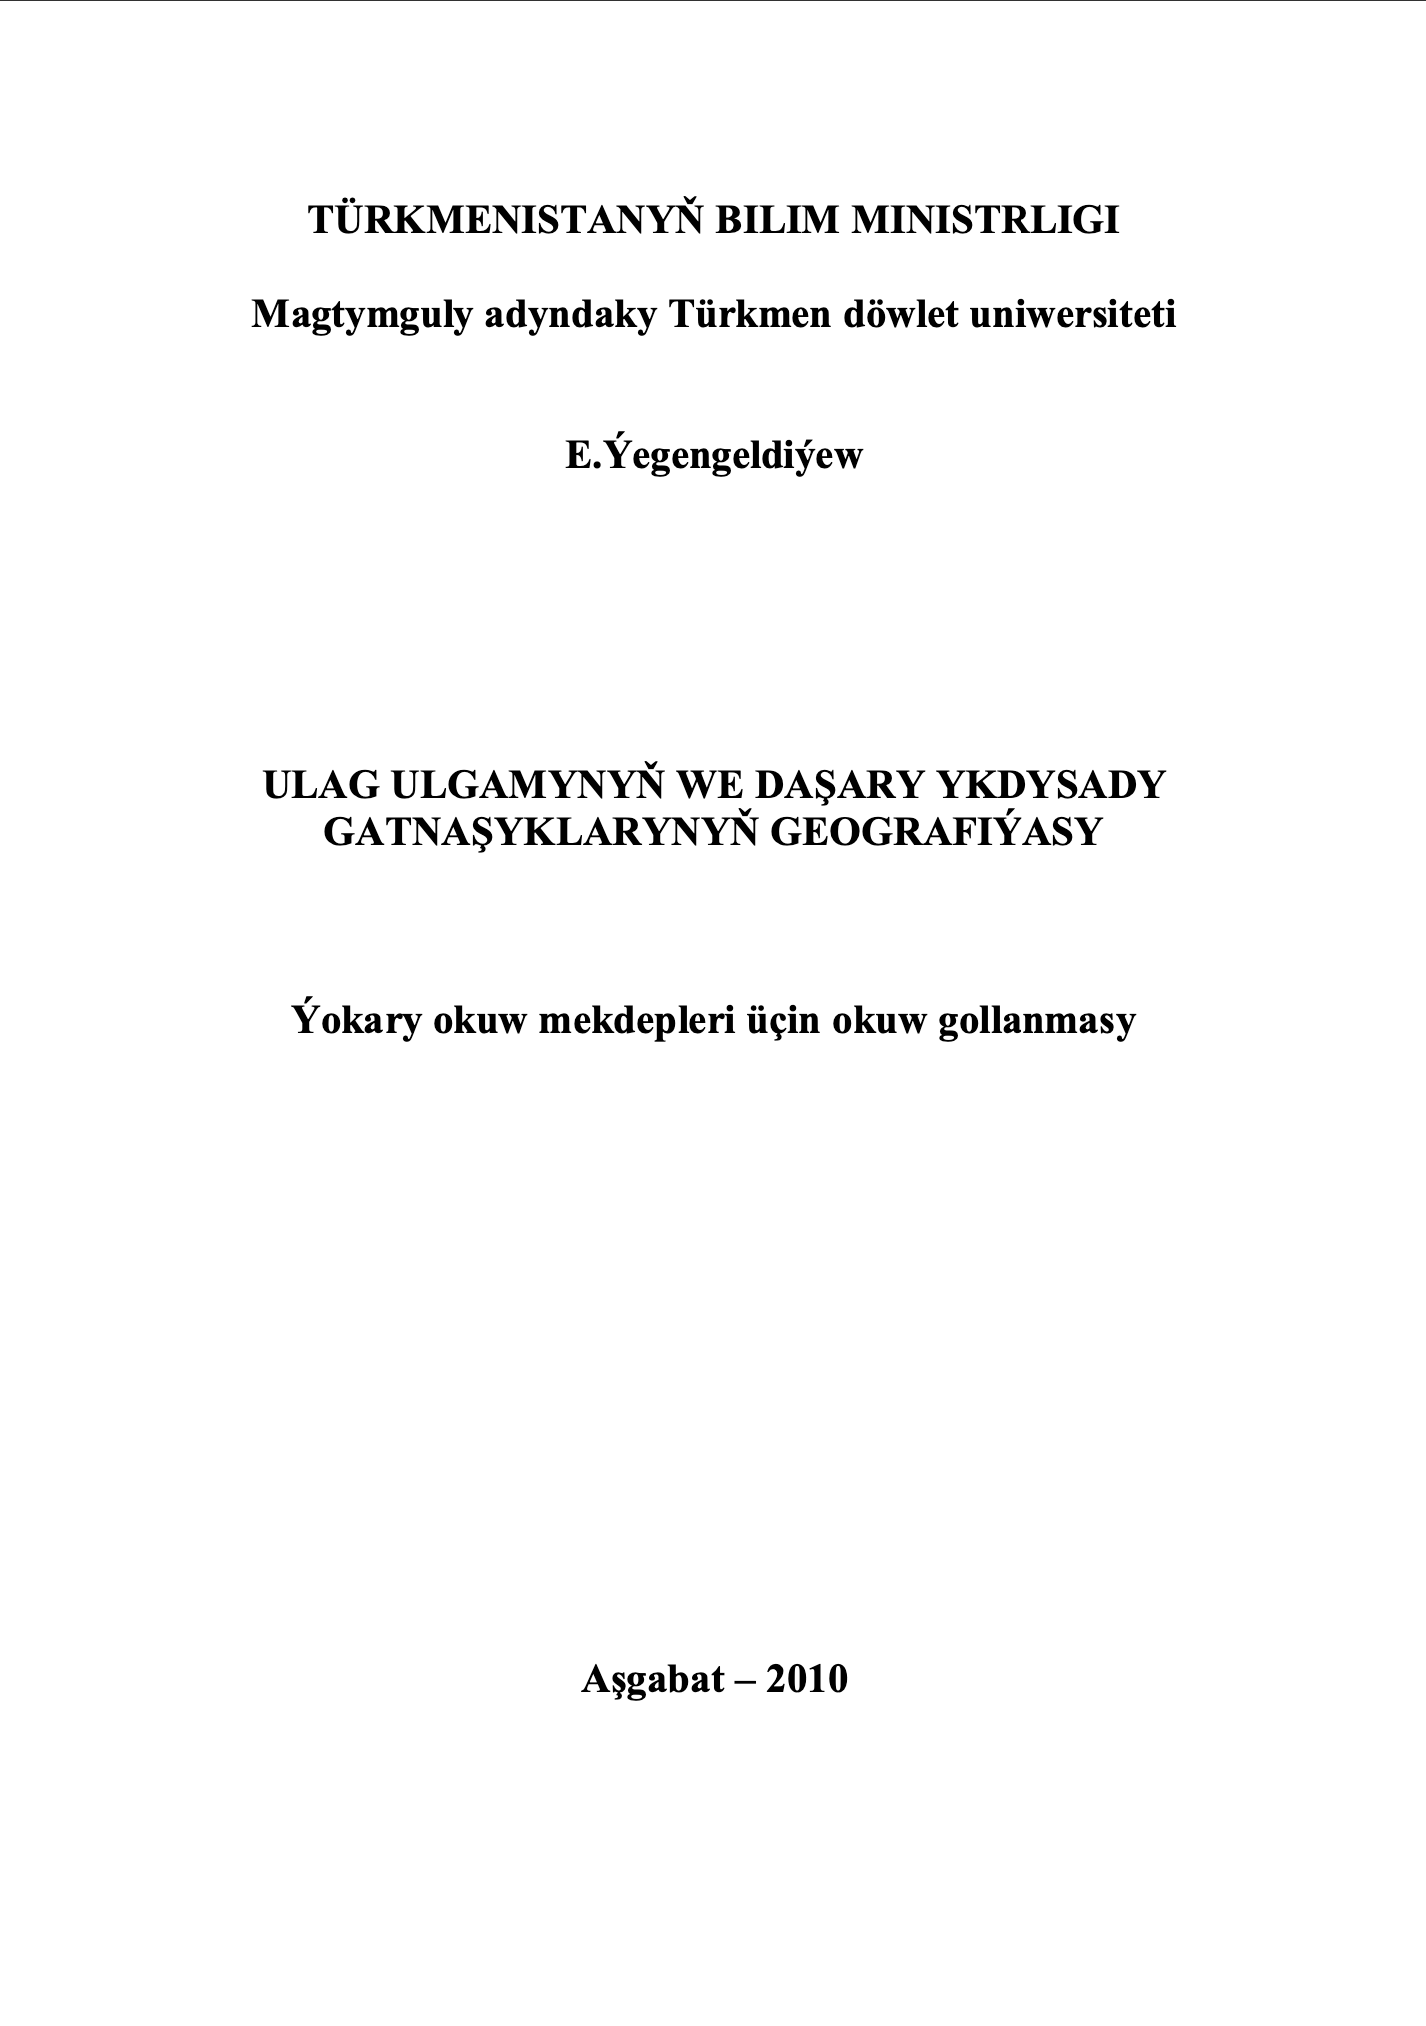 TÜRKMENISTANYŇ BILIM MINISTRLIGI
Magtymguly adyndaky Türkmen döwlet uniwersiteti
E.Ýegengeldiýew
ULAG ULGAMYNYŇ WE DAŞARY YKDYSADY
GATNAŞYKLARYNYŇ GEOGRAFIÝASY
Ýokary okuw mekdepleri üçin okuw gollanmasy
Aşgabat – 2010